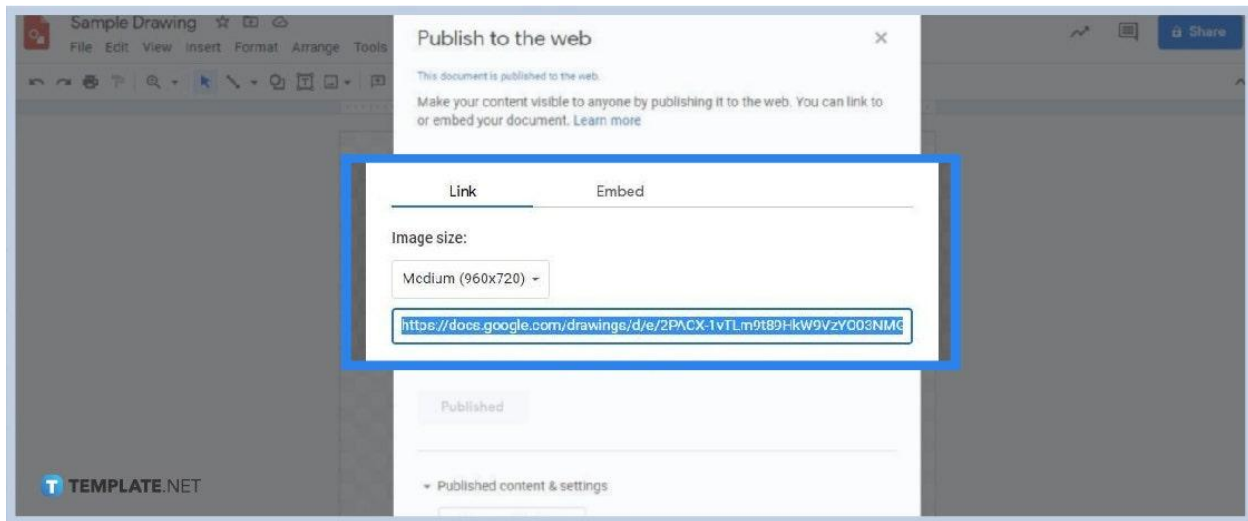 Sample Drawing
File Edit View Insert Format Arrange Tools
Share
Publish to the web
This document is published to the web.
Make your content visible to anyone by publishing it to the web. You can link to
or embed your document. Learn more
Link Embed
Image size:
Medium (960x720)
https://docs.google.com/drawings/d/e/2PACX-1vTLm9t89HkW9VzYO03NMG
Published
Published content & settings
TEMPLATE.NET